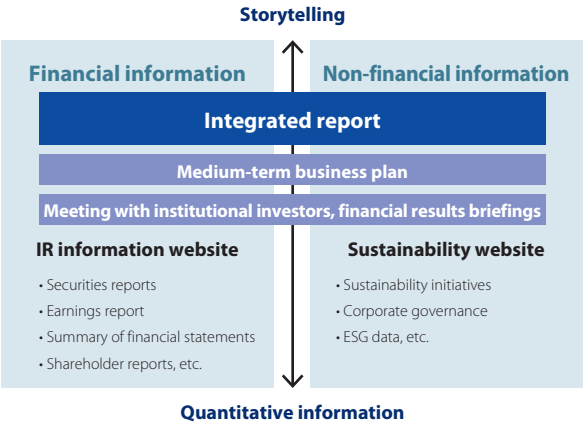 Storytelling
Financial information
Non-financial information
Integrated report
Medium-term business plan
Meeting with institutional investors, financial results briefings
IR information website
• Securities reports
• Earnings report
• Summary of financial statements
• Shareholder reports, etc.
Sustainability website
• Sustainability initiatives
• Corporate governance
• ESG data, etc.
Quantitative information